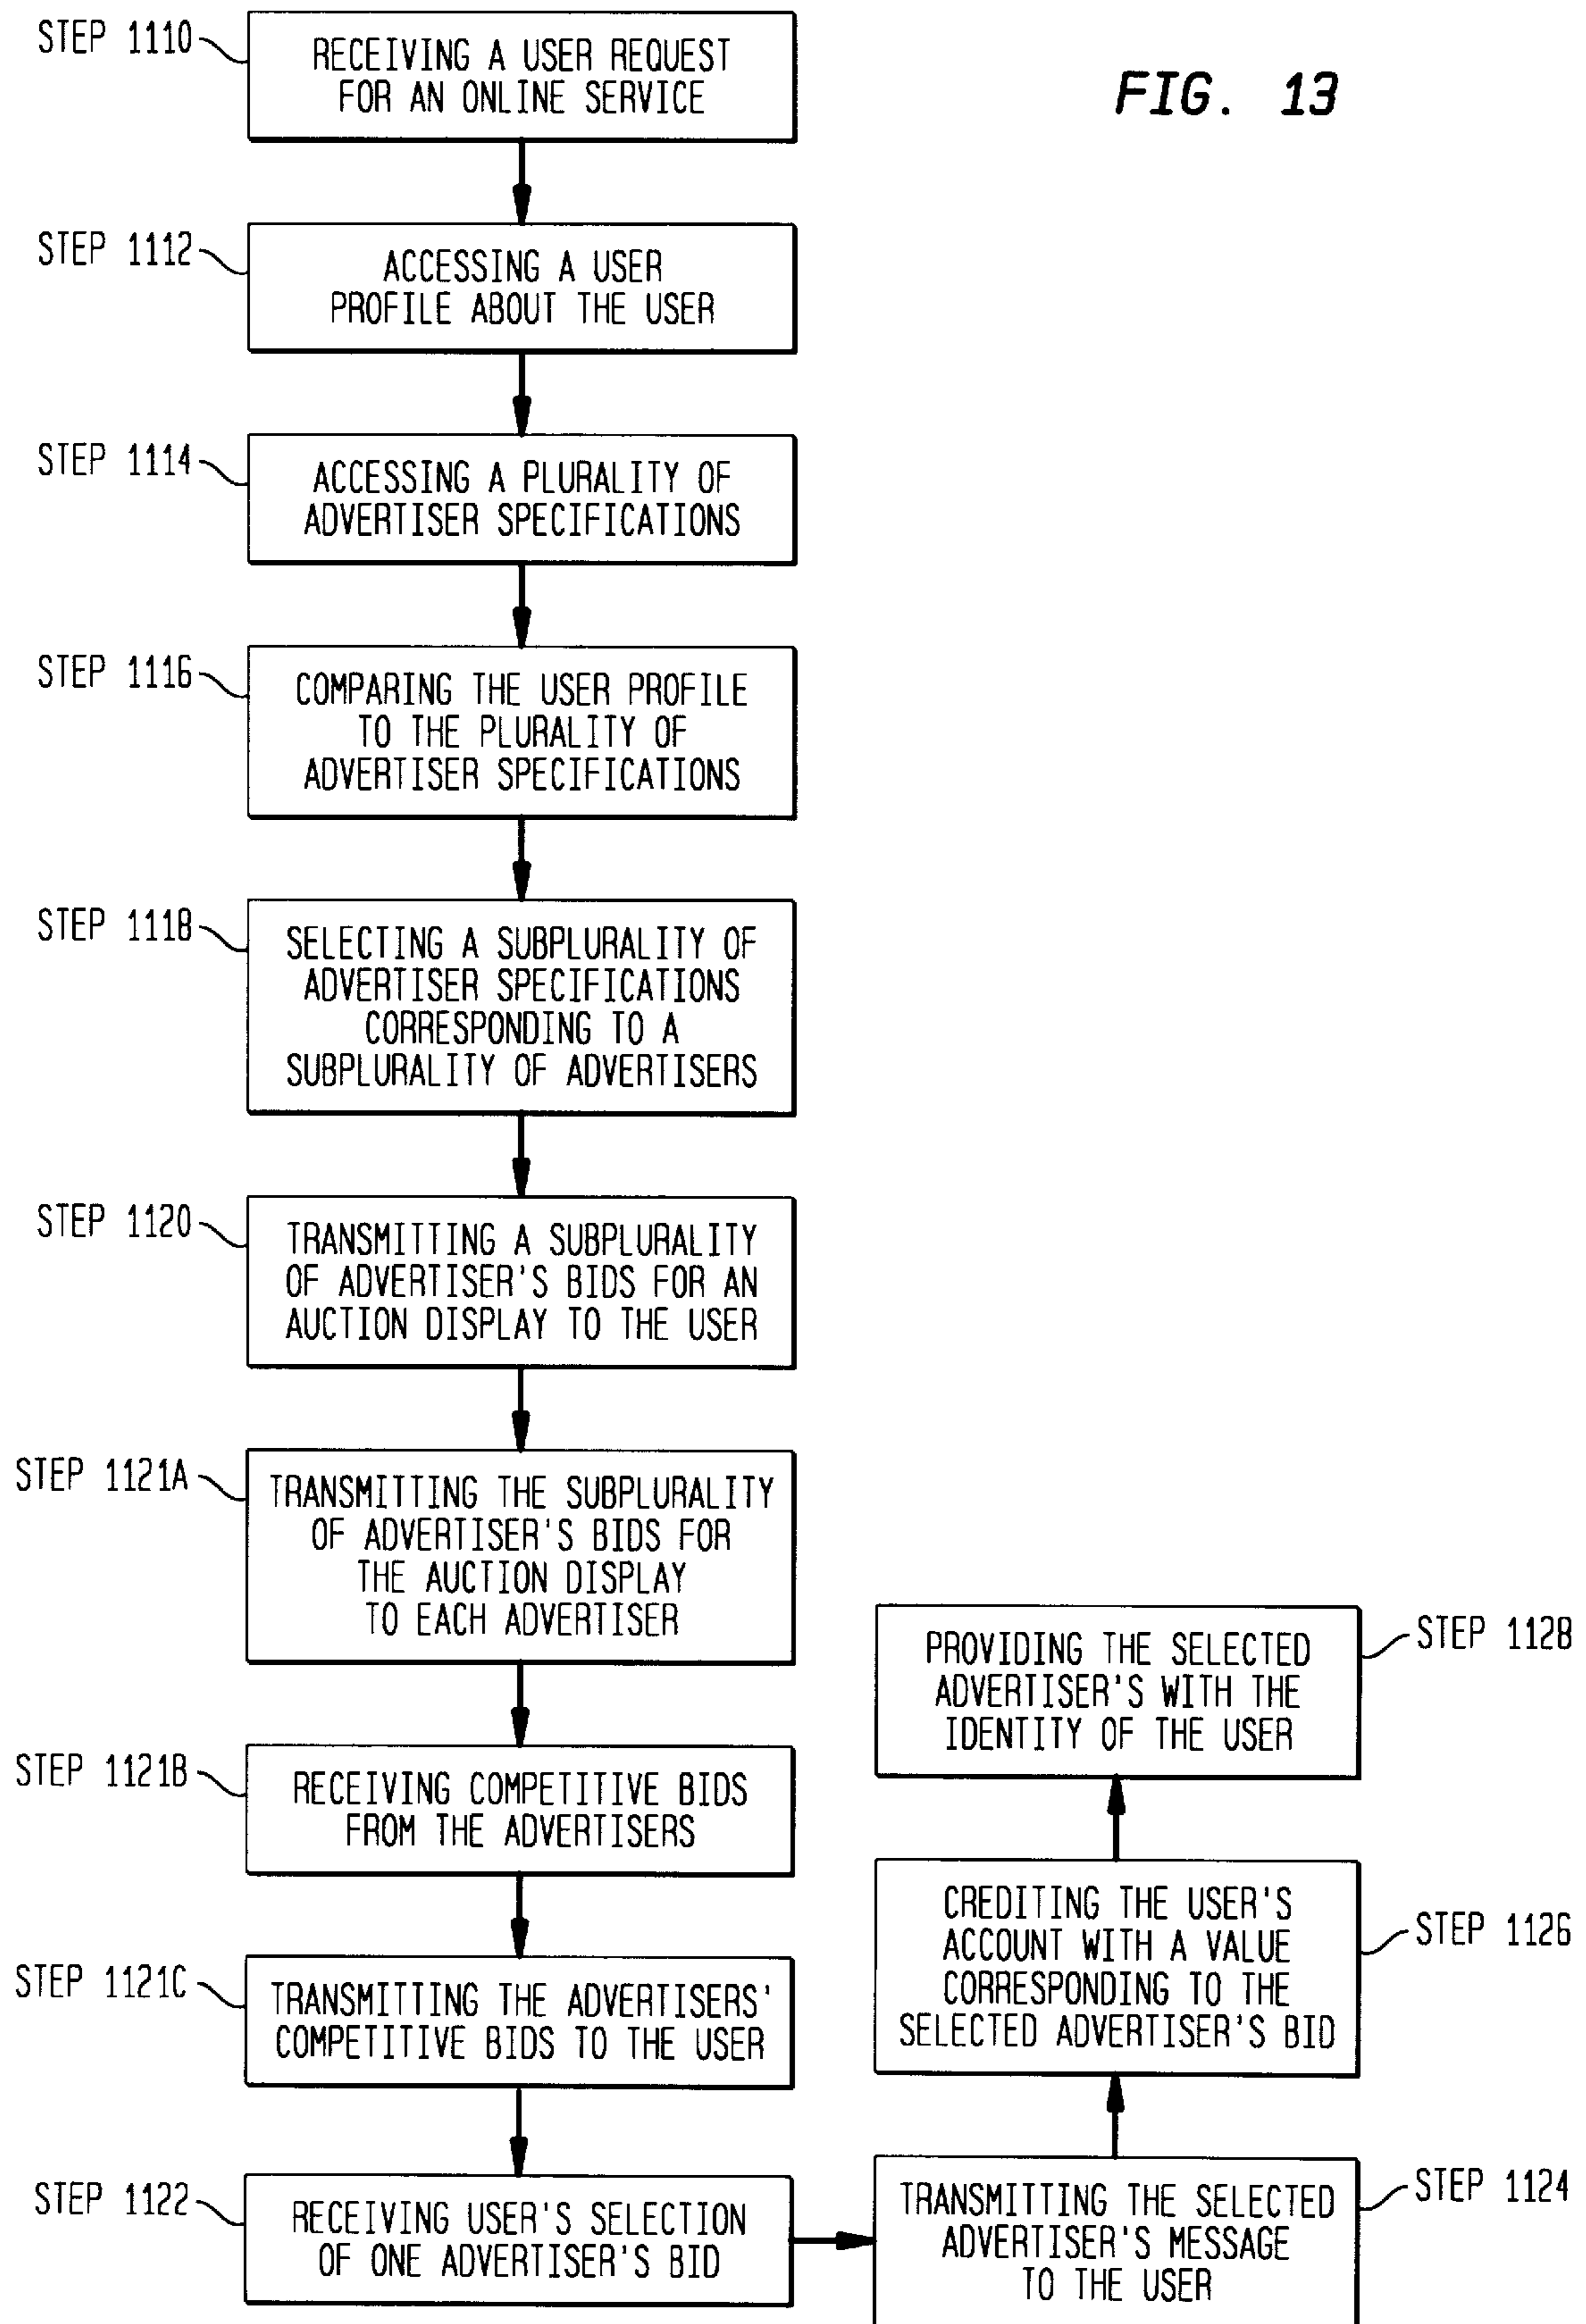 FIG. 13
STEP 1110
RECEIVING A USER REQUEST
FOR AN ONLINE SERVICE
STEP 1112
ACCESSING A USER
PROFILE ABOUT THE USER
STEP 1114
ACCESSING A PLURALITY OF
ADVERTISER SPECIFICATIONS
STEP 1116
COMPARING THE USER PROFILE
TO THE PLURALITY OF
ADVERTISER SPECIFICATIONS
STEP 1118
SELECTING A SUBPLURALITY OF
ADVERTISER SPECIFICATIONS
CORRESPONDING TO A
SUBPLURALITY OF ADVERTISERS
STEP 1120
TRANSMITTING A SUBPLURALITY
OF ADVERTISER'S BIDS FOR AN
AUCTION DISPLAY TO THE USER
STEP 1121A
TRANSMITTING THE SUBPLURALITY
OF ADVERTISER'S BIDS FOR
THE AUCTION DISPLAY
TO EACH ADVERTISER
STEP 1121B
RECEIVING COMPETITIVE BIDS
FROM THE ADVERTISERS
STEP 1121C
TRANSMITTING THE ADVERTISERS'
COMPETITIVE BIDS TO THE USER
STEP 1122
RECEIVING USER'S SELECTION
OF ONE ADVERTISER'S BID
STEP 1124
TRANSMITTING THE SELECTED
ADVERTISER'S MESSAGE
TO THE USER
STEP 1126
CREDITING THE USER'S
ACCOUNT WITH A VALUE
CORRESPONDING TO THE
SELECTED ADVERTISER'S BID
STEP 1128
PROVIDING THE SELECTED
ADVERTISER'S WITH THE
IDENTITY OF THE USER